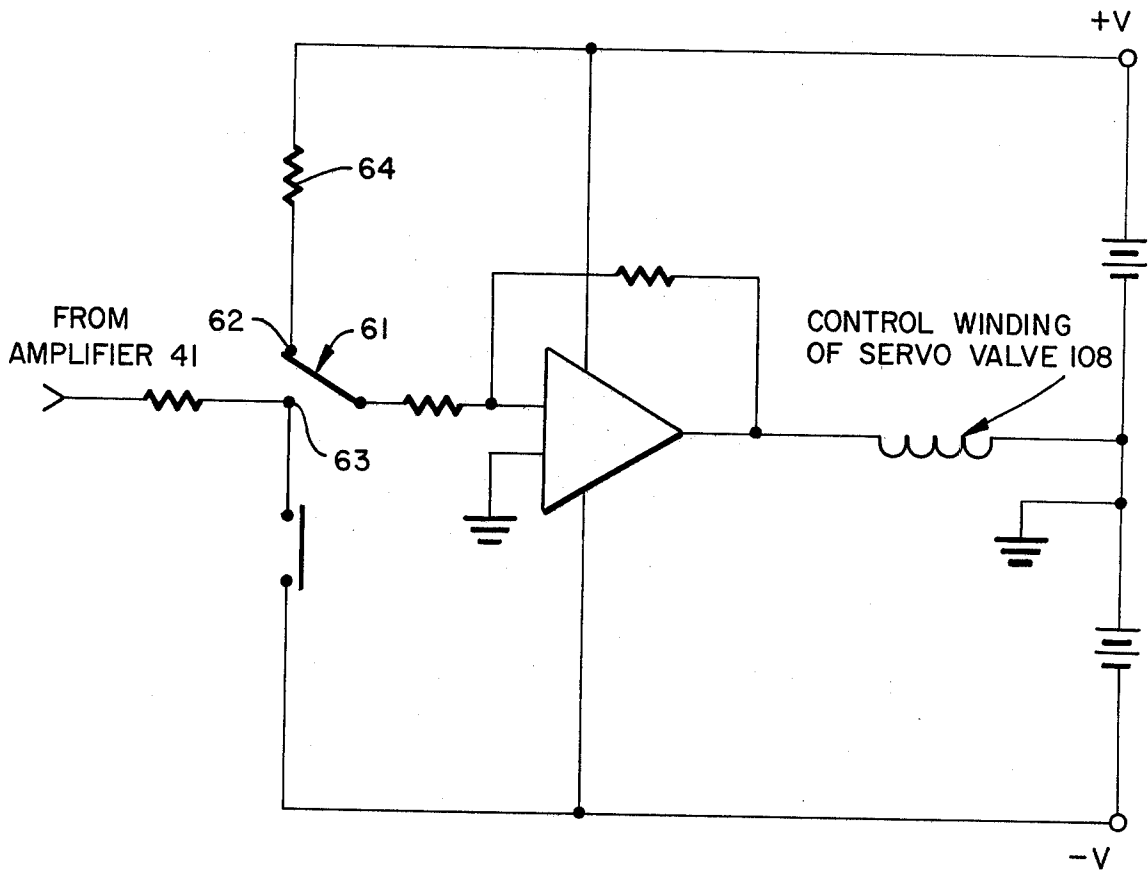 +V
64
62
61
FROM
AMPLIFIER 41
CONTROL WINDING
OF SERVO VALVE 108
63
-V